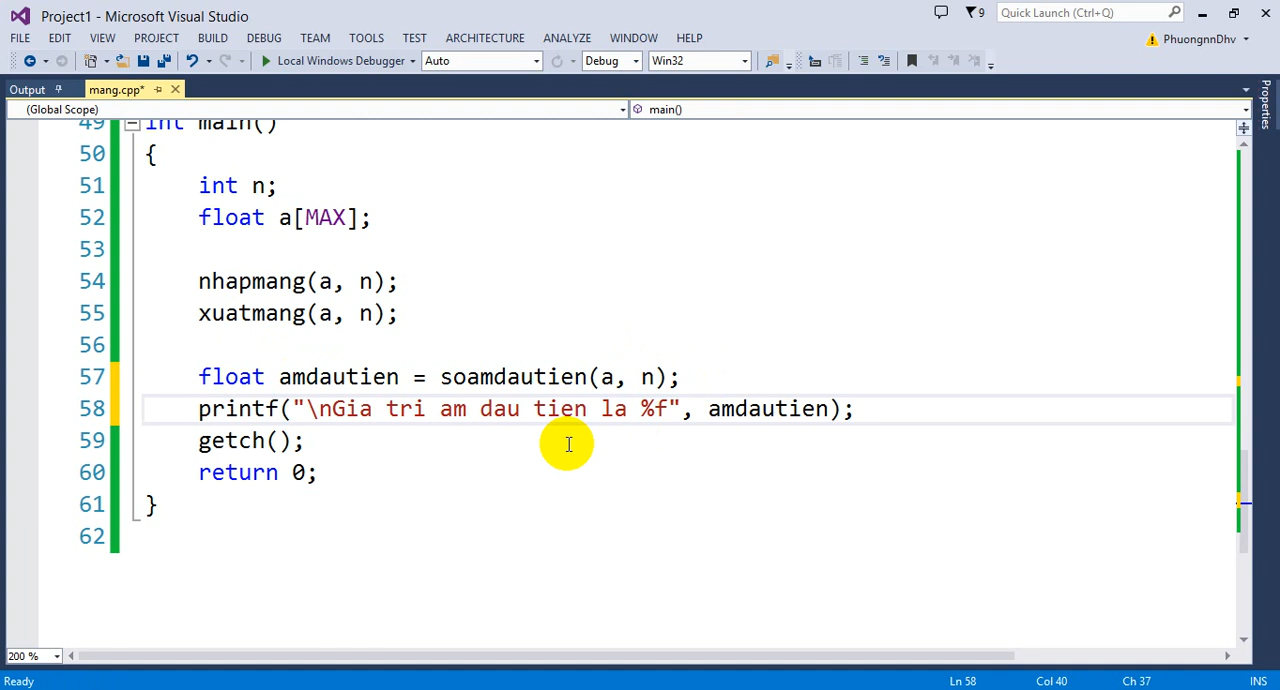 Project1 - Microsoft Visual Studio
9
Quick Launch (Ctrl+Q)
FILE EDIT VIEW PROJECT BUILD DEBUG TEAM TOOLS TEST ARCHITECTURE ANALYZE WINDOW HELP
PhuongnnDhv
Local Windows Debugger Auto Debug Win32
Output mang.cpp*
(Global Scope) main()
Properties
49 int main()
50 {
51 int n;
52 float a[MAX];
53
54 nhapmang(a, n);
55 xuatmang(a, n);
56
57 float amdautien = soamdautien(a, n);
58 printf("\nGia tri am dau tien la %f", amdautien);
59 getch();
60 return 0;
61 }
62
200 %
Ready Ln 58 Col 40 Ch 37 INS